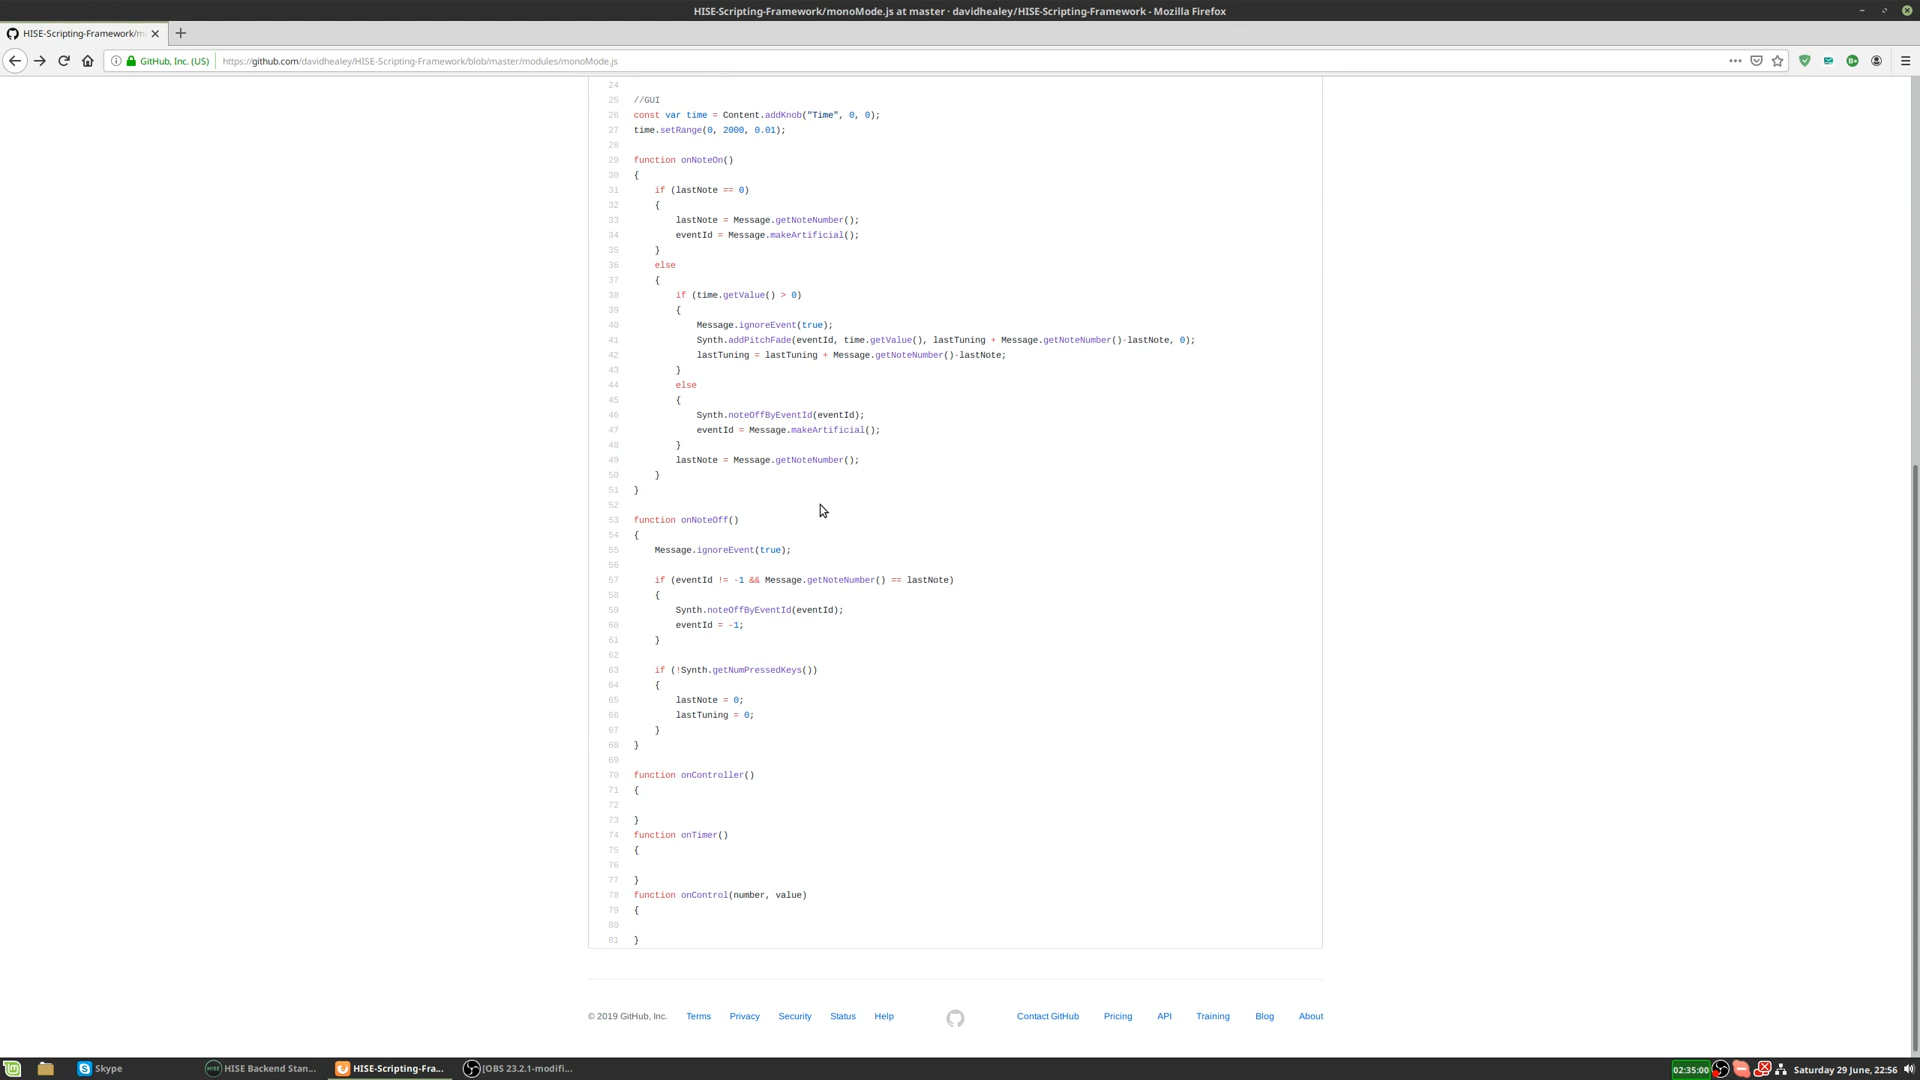 HISE-Scripting-Framework/monoMode.js at master · davidhealey/HISE-Scripting-Framework - Mozilla Firefox
HISE-Scripting-Framework/m
GitHub, Inc. (US)
https://github.com/davidhealey/HISE-Scripting-Framework/blob/master/modules/monoMode.js
24
25 //GUI
26 const var time = Content.addKnob("Time", 0, 0);
27 time.setRange(0, 2000, 0.01);
28
29 function onNoteOn()
30 {
31 if (lastNote == 0)
32 {
33 lastNote = Message.getNoteNumber();
34 eventId = Message.makeArtificial();
35 }
36 else
37 {
38 if (time.getValue() > 0)
39 {
40 Message.ignoreEvent(true);
41 Synth.addPitchFade(eventId, time.getValue(), lastTuning + Message.getNoteNumber()-lastNote, 0);
42 lastTuning = lastTuning + Message.getNoteNumber()-lastNote;
43 }
44 else
45 {
46 Synth.noteOffByEventId(eventId);
47 eventId = Message.makeArtificial();
48 }
49 lastNote = Message.getNoteNumber();
50 }
51 }
52
53 function onNoteOff()
54 {
55 Message.ignoreEvent(true);
56
57 if (eventId != -1 && Message.getNoteNumber() == lastNote)
58 {
59 Synth.noteOffByEventId(eventId);
60 eventId = -1;
61 }
62
63 if (!Synth.getNumPressedKeys())
64 {
65 lastNote = 0;
66 lastTuning = 0;
67 }
68 }
69
70 function onController()
71 {
72
73 }
74 function onTimer()
75 {
76
77 }
78 function onControl(number, value)
79 {
80
81 }
© 2019 GitHub, Inc. Terms Privacy Security Status Help Contact GitHub Pricing API Training Blog About
Skype HISE Backend Stan... HISE-Scripting-Fra... [OBS 23.2.1-modifi... 02:35:00 Saturday 29 June, 22:56